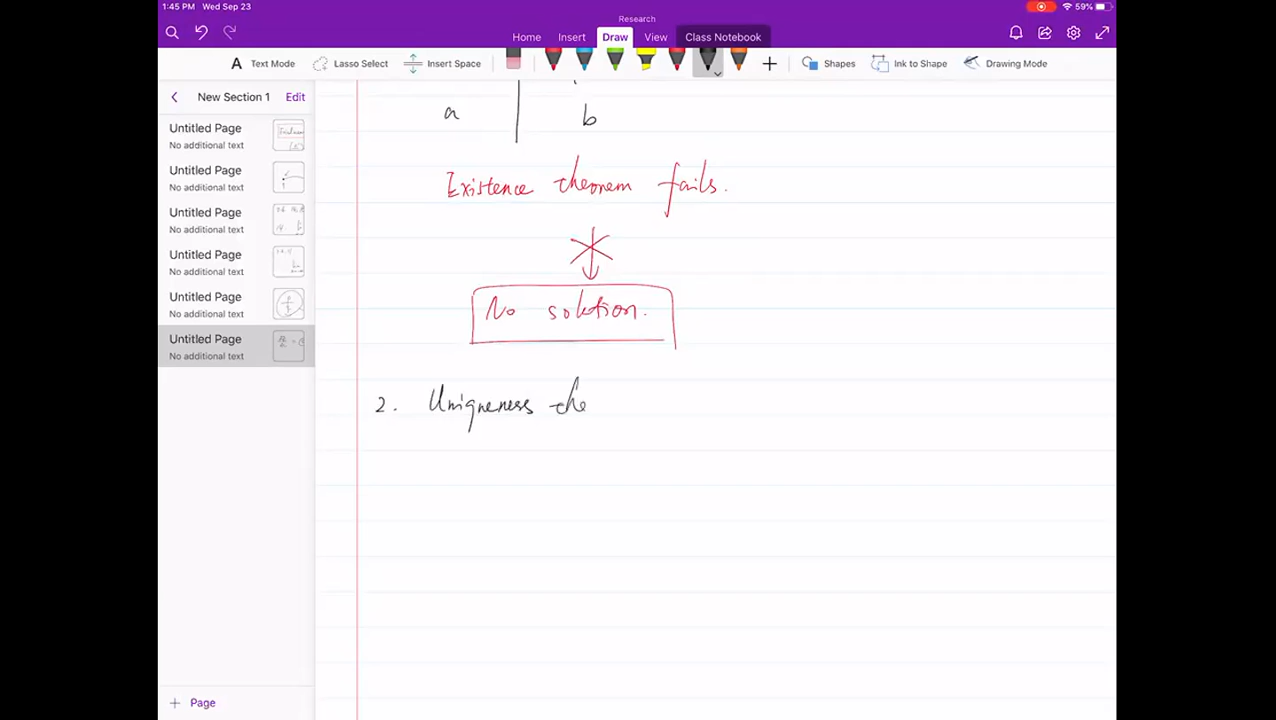 1:45 PM Wed Sep 23
59%
Research
Home Insert Draw View Class Notebook
Text Mode Lasso Select Insert Space Shapes Ink to Shape Drawing Mode
New Section 1 Edit
Untitled Page
No additional text
Untitled Page
No additional text
Untitled Page
No additional text
Untitled Page
No additional text
Untitled Page
No additional text
Untitled Page
No additional text
Page
a b
Existence theorem fails.
No solution.
2. Uniqueness the